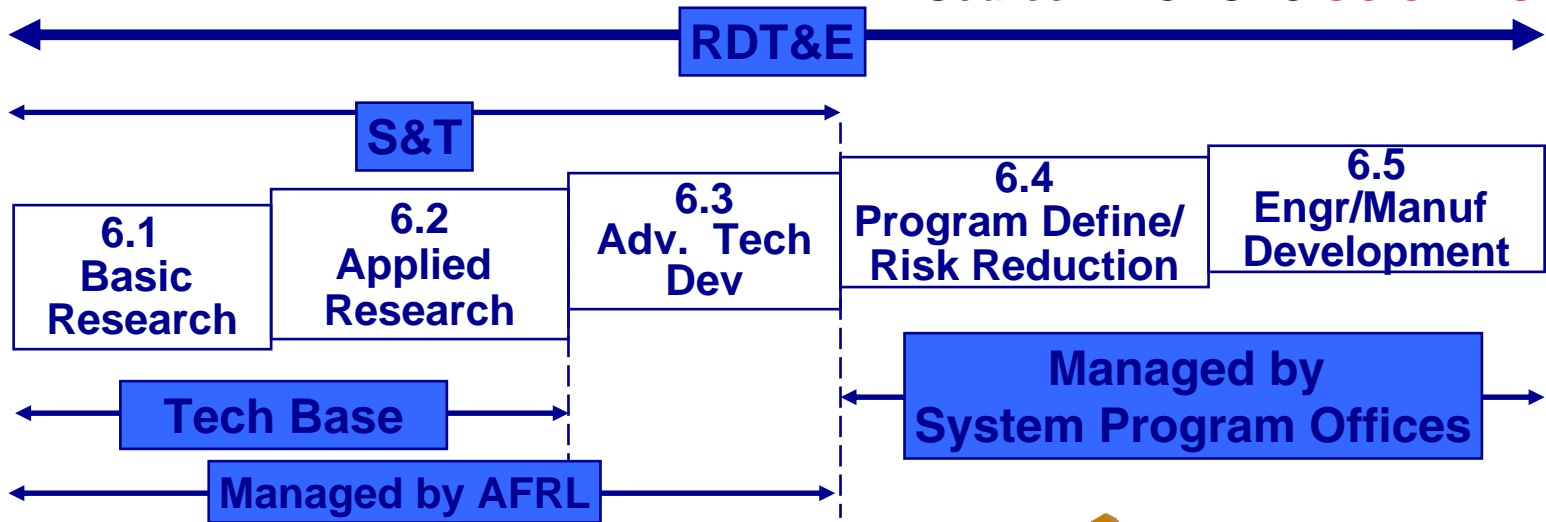 RDT&E
S&T
6.1
Basic
Research
6.2
Applied
Research
6.3
Adv. Tech
Dev
6.4
Program Define/
Risk Reduction
6.5
Engr/Manuf
Development
Tech Base
Managed by
System Program Offices
Managed by AFRL